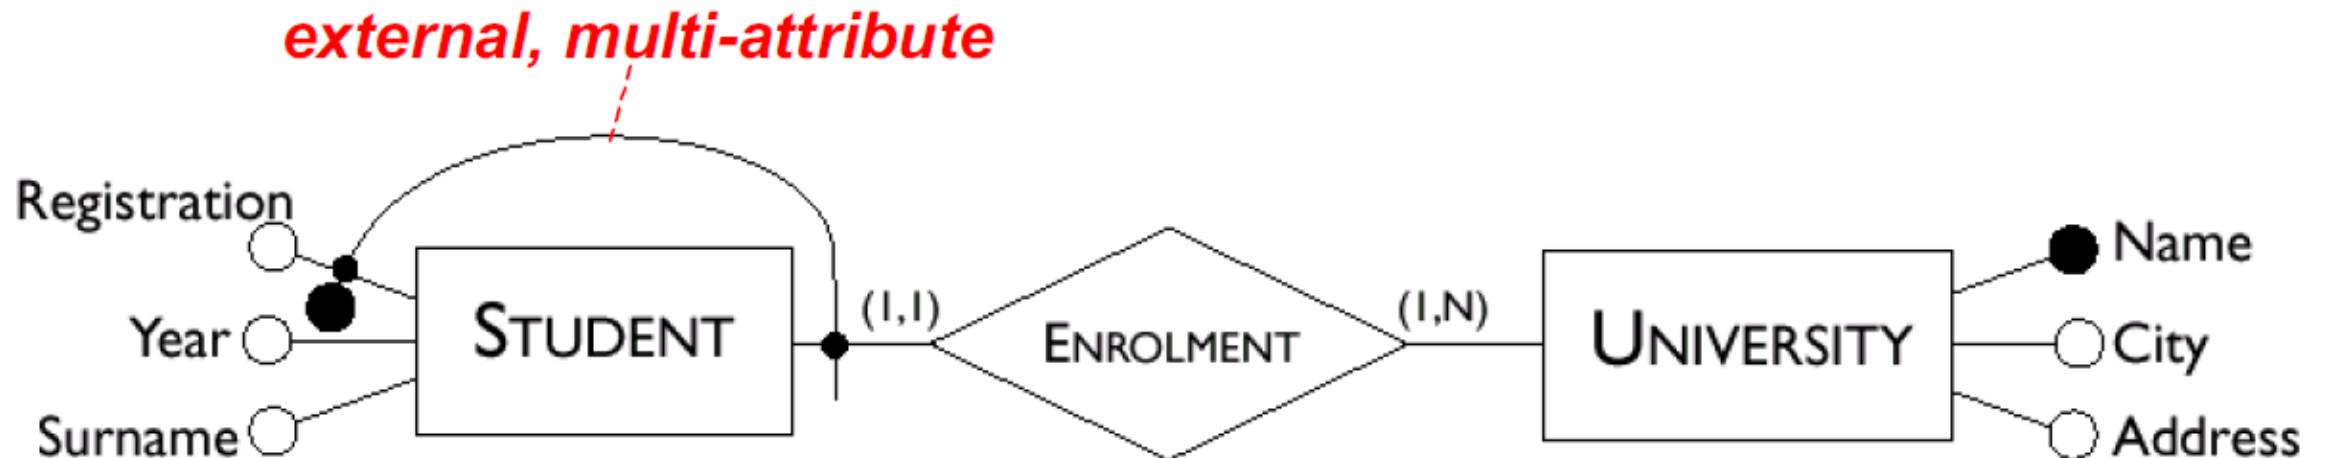 external, multi-attribute
Registration
Year
Surname
STUDENT
(1,1)
ENROLMENT
(1,N)
UNIVERSITY
Name
City
Address